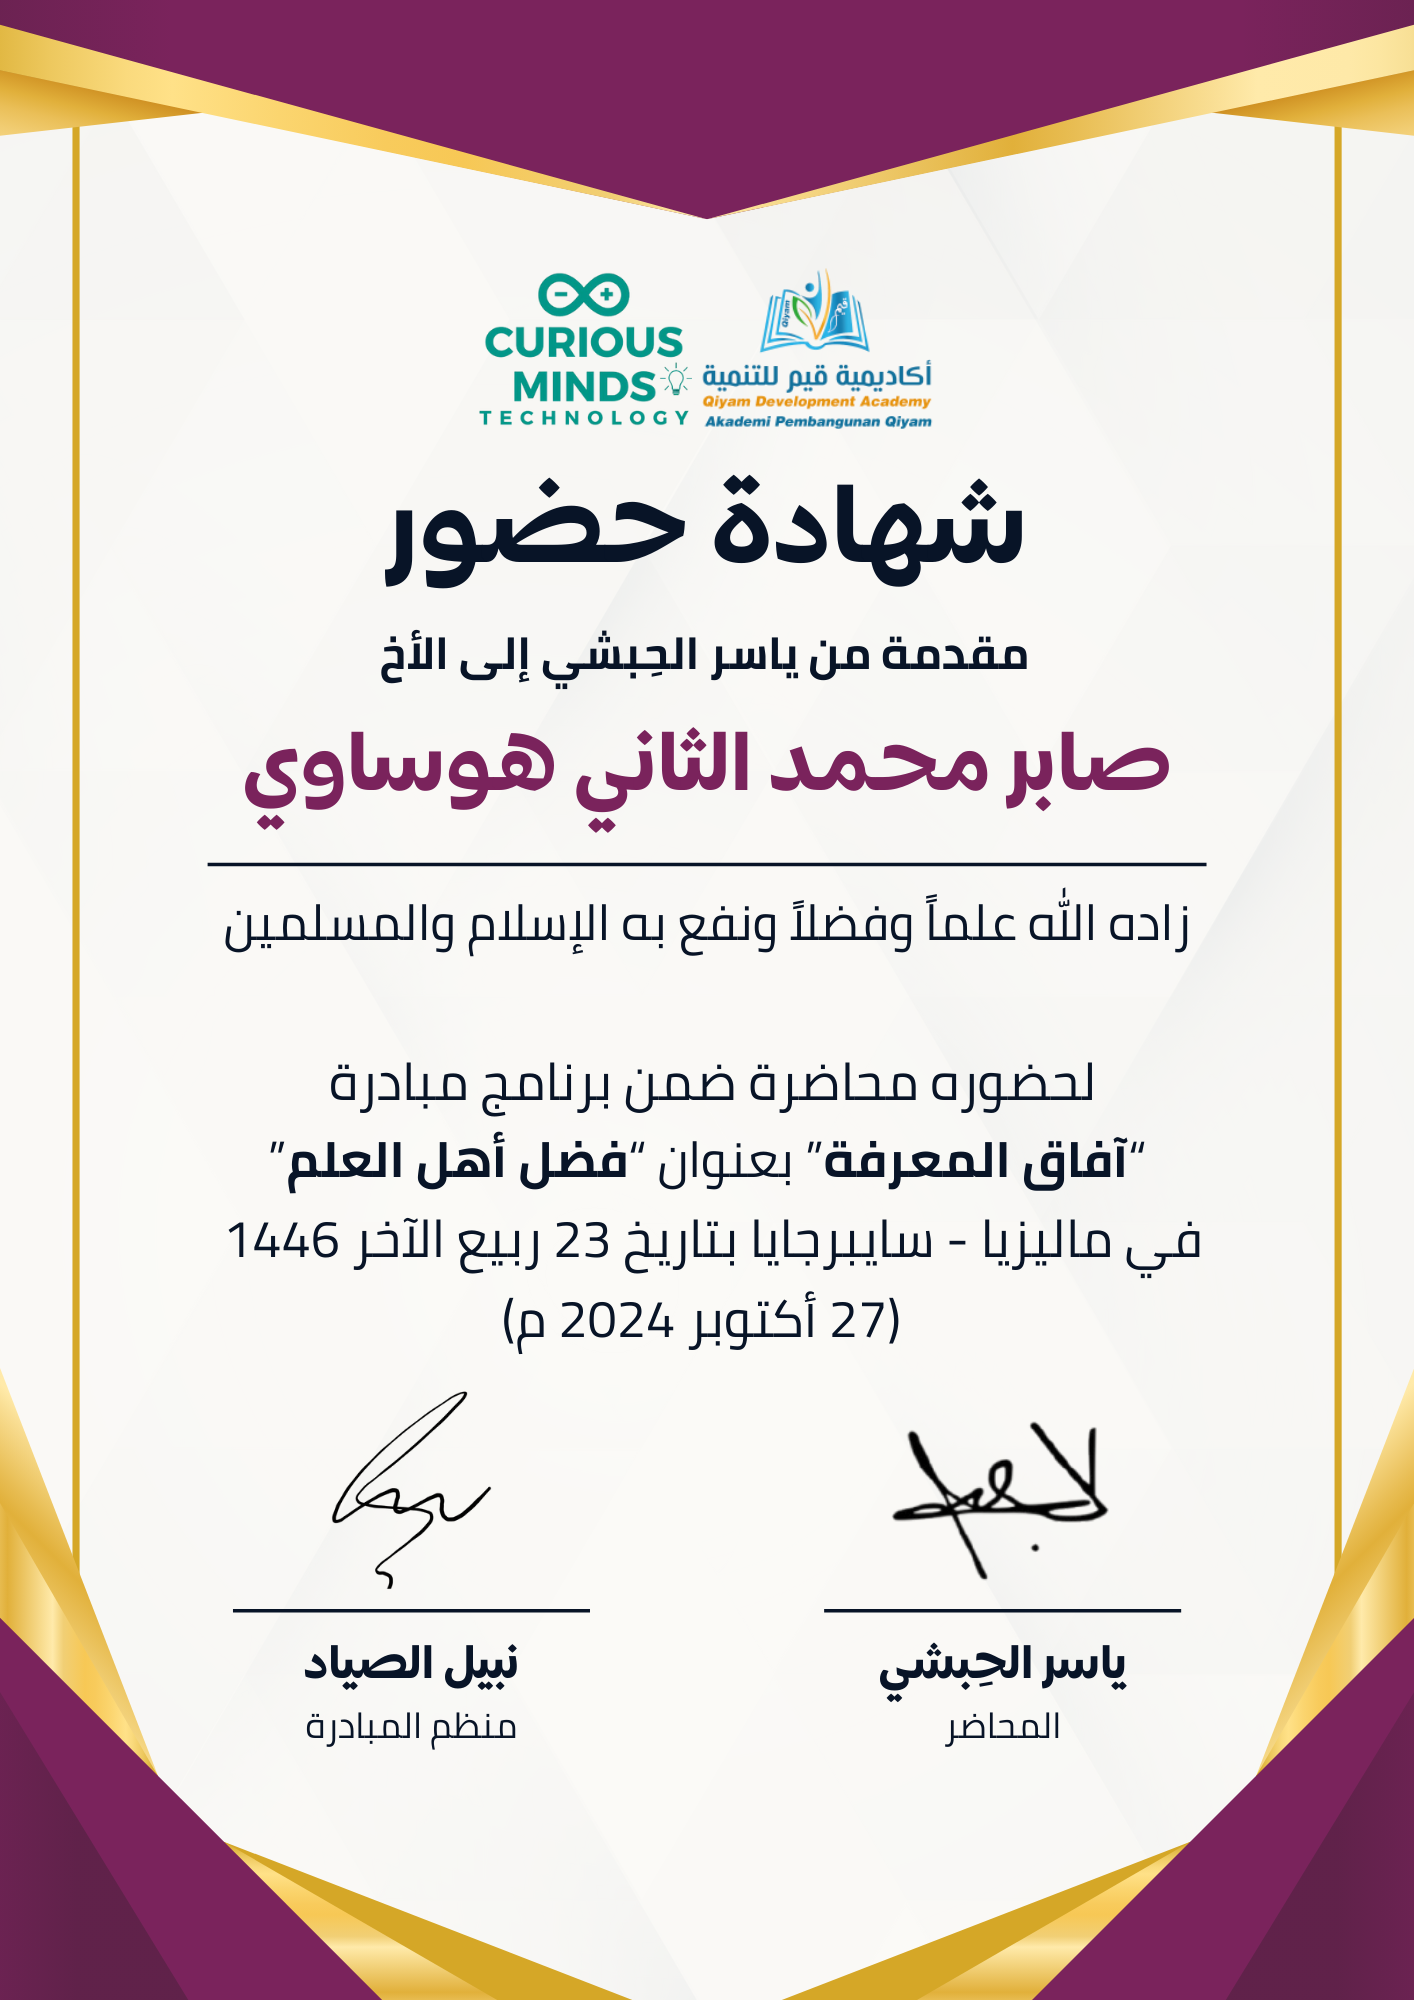 CURIOUS
MINDS
TECHNOLOGY
Qiyam
قيم
أكاديمية قيم للتنمية
Qiyam Development Academy
Akademi Pembangunan Qiyam
شهادة حضور
مقدمة من ياسر الحِبشي إلى الأخ
صابر محمد الثاني هوساوي
زاده الله علماً وفضلاً ونفع به الإسلام والمسلمين
لحضوره محاضرة ضمن برنامج مبادرة
“آفاق المعرفة” بعنوان “فضل أهل العلم”
في ماليزيا - سايبرجايا بتاريخ 23 ربيع الآخر 1446
(27 أكتوبر 2024 م)
ياسر الحِبشي
المحاضر
نبيل الصياد
منظم المبادرة